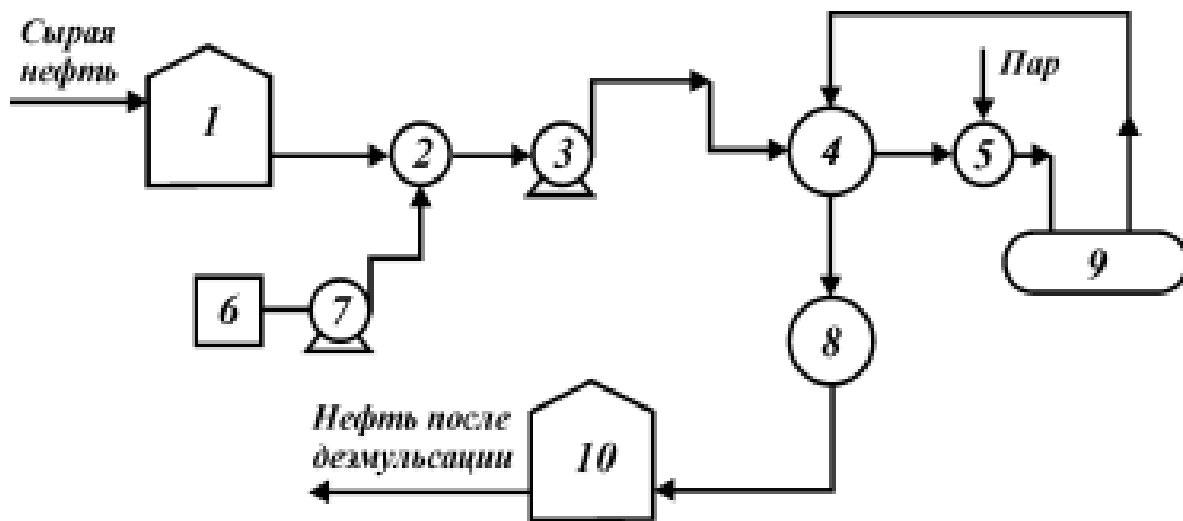 Сырая
нефть
1
2
3
4
Пар
5
6
7
8
9
Нефть после
дезмульсации
10